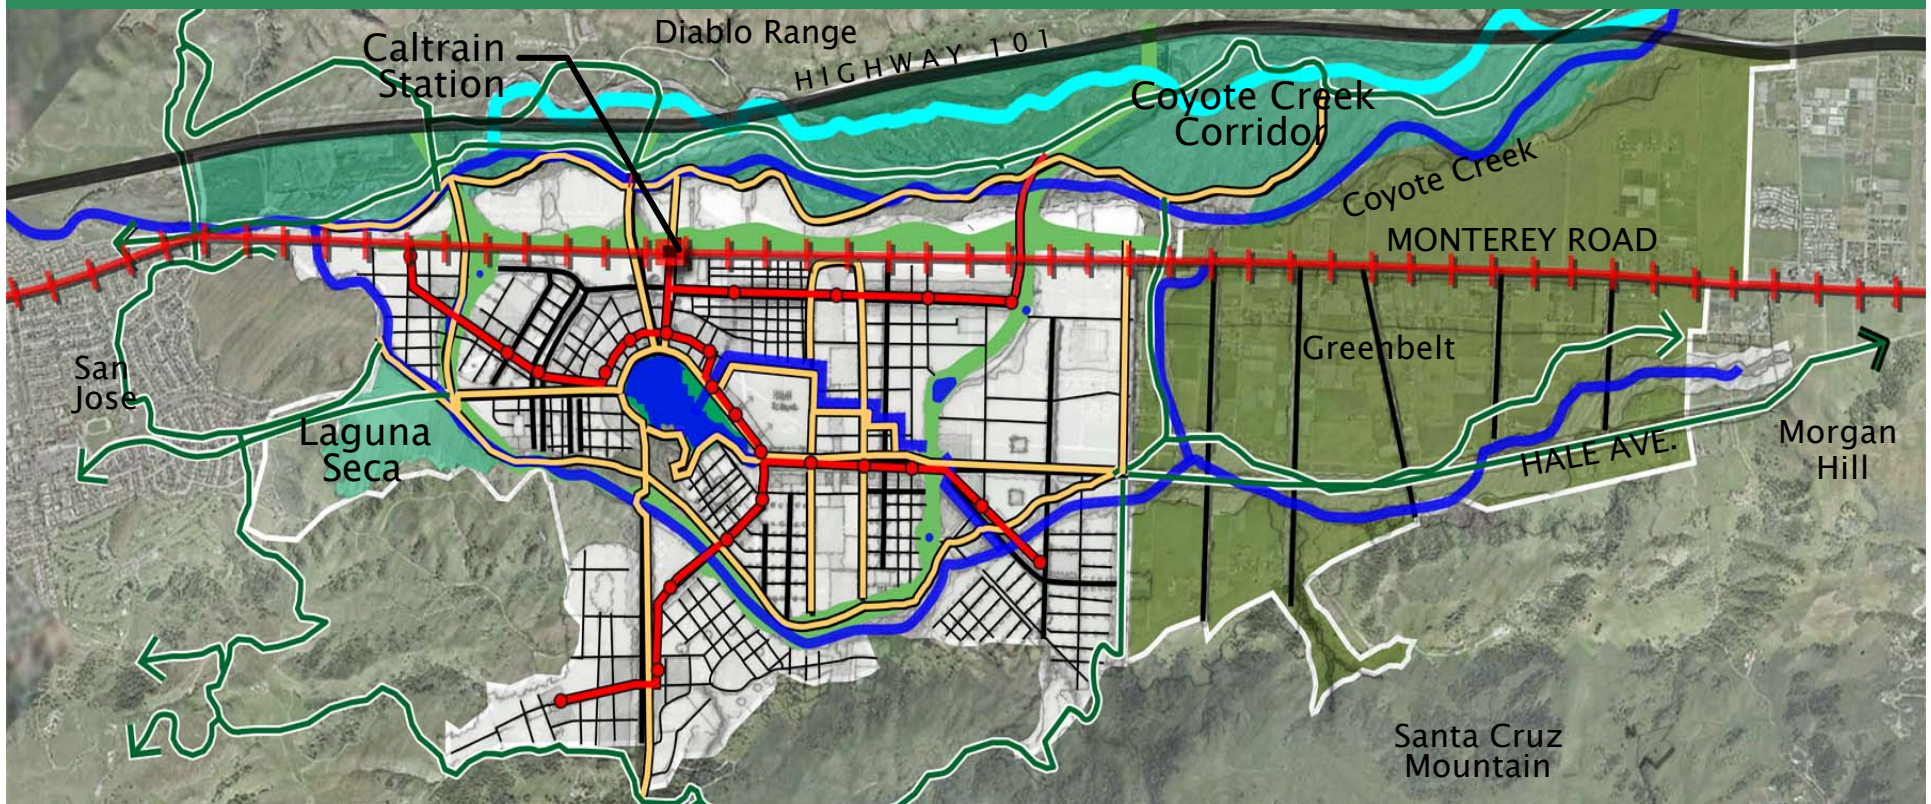 Diablo Range
Caltrain
Station
HIGHWAY 101
Coyote Creek
Corridor
Coyote Creek
MONTEREY ROAD
San
Jose
Greenbelt
Laguna
Seca
HALE AVE.
Morgan
Hill
Santa Cruz
Mountain